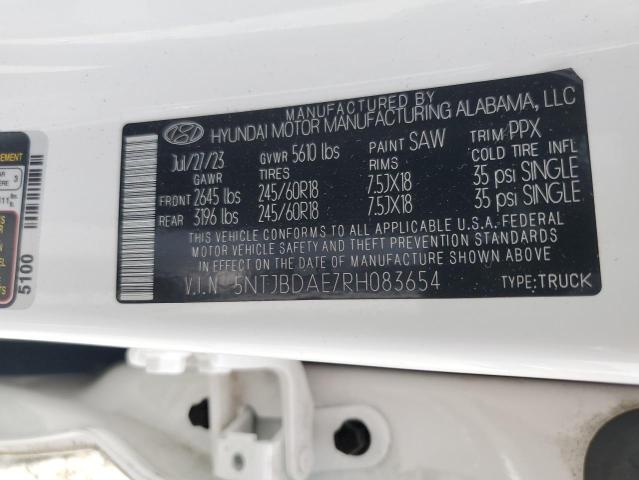 MANUFACTURED BY
HYUNDAI MOTOR MANUFACTURING ALABAMA, LLC
Jul/27/23 GVWR 5610 lbs PAINT SAW TRIM PPX
GAWR TIRES COLD TIRE INFL
FRONT 2645 lbs 245/60R18 7.5JX18 35 psi SINGLE
REAR 3196 lbs 245/60R18 7.5JX18 35 psi SINGLE
THIS VEHICLE CONFORMS TO ALL APPLICABLE U.S.A. FEDERAL
MOTOR VEHICLE SAFETY AND THEFT PREVENTION STANDARDS
IN EFFECT ON THE DATE OF MANUFACTURE SHOWN ABOVE.
V.I.N 5NTJBDAE7RH083654 TYPE:TRUCK
5100